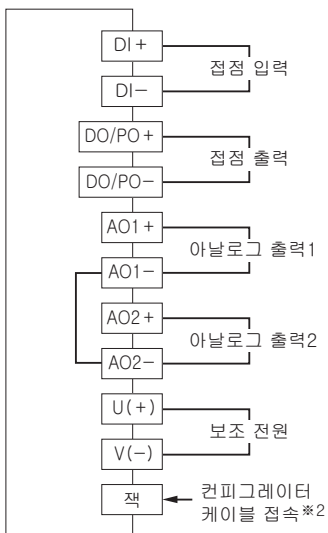 DI+
접점 입력
DI−
DO/PO+
접점 출력
DO/PO−
AO1+
아날로그 출력1
AO1−
AO2+
아날로그 출력2
AO2−
U(+)
보조 전원
V(−)
잭
컨피그레이터
케이블 접속※2